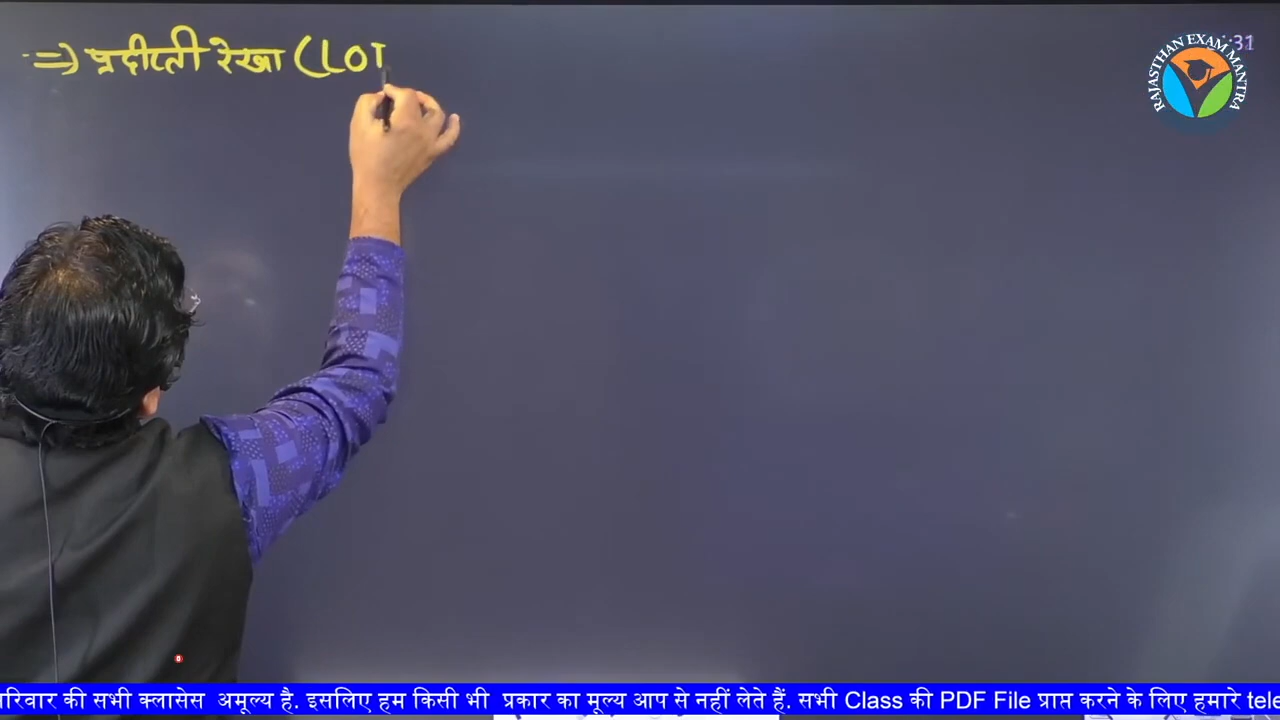 ⇒ प्रदीप्ती रेखा (LOI
31
RAJASTHAN EXAM MANTRA
परिवार की सभी क्लासेस अमूल्य है. इसलिए हम किसी भी प्रकार का मूल्य आप से नहीं लेते हैं. सभी Class की PDF File प्राप्त करने के लिए हमारे tele